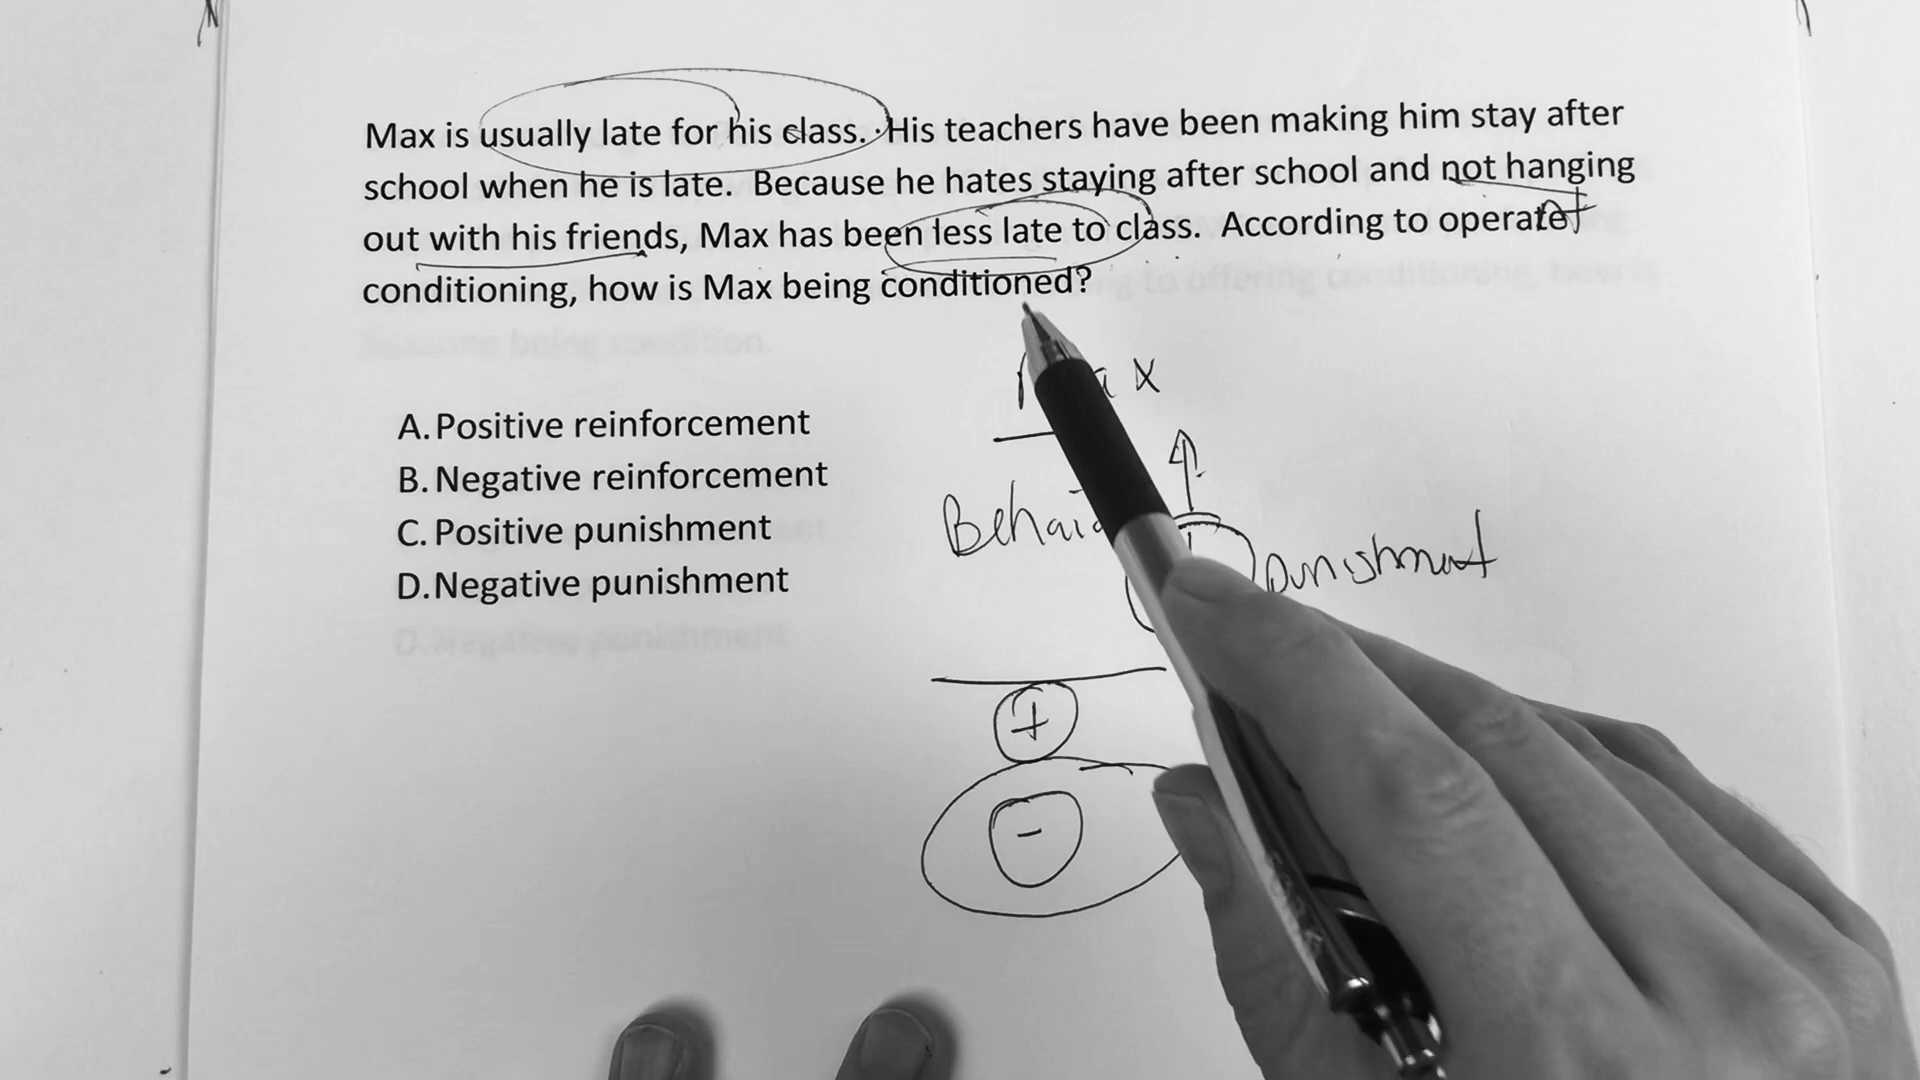 Max is usually late for his class. His teachers have been making him stay after
school when he is late. Because he hates staying after school and not hanging
out with his friends, Max has been less late to class. According to operatet
conditioning, how is Max being conditioned?
A. Positive reinforcement
B. Negative reinforcement
C. Positive punishment
D. Negative punishment
punishment
+
-